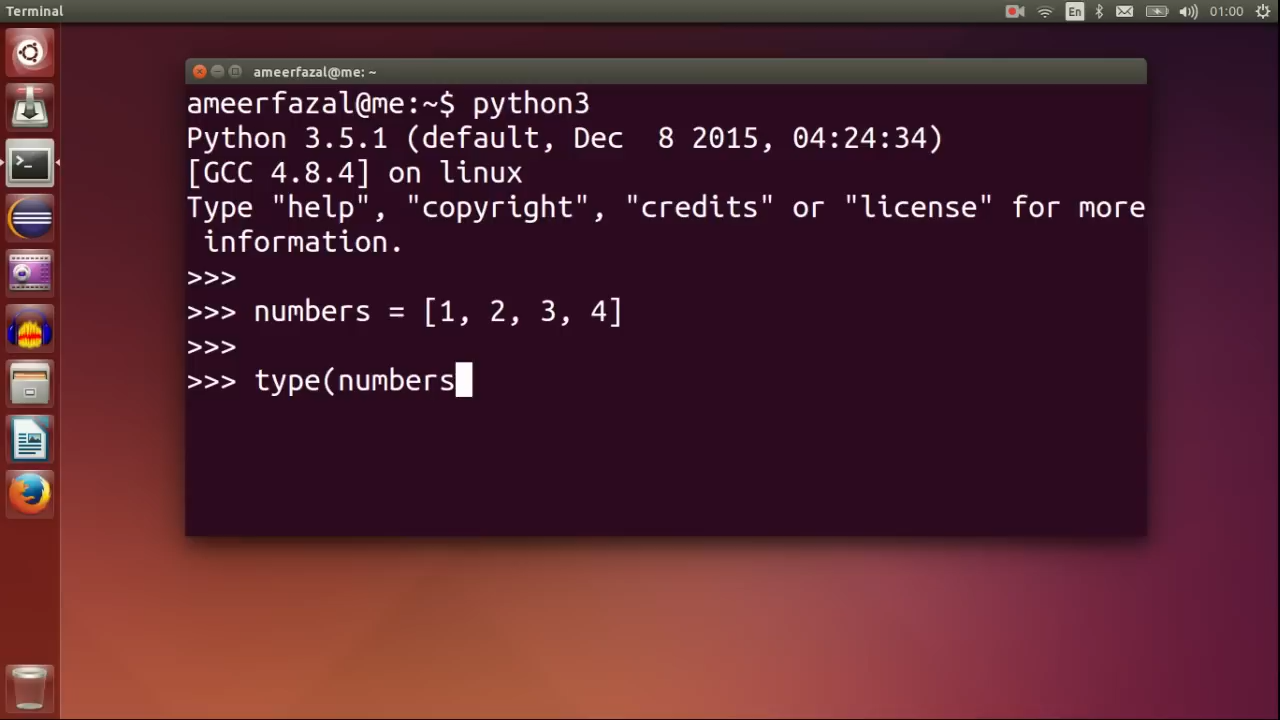 Terminal
En
01:00
ameerfazal@me: ~
ameerfazal@me:~$ python3
Python 3.5.1 (default, Dec  8 2015, 04:24:34)
[GCC 4.8.4] on linux
Type "help", "copyright", "credits" or "license" for more
 information.
>>>
>>> numbers = [1, 2, 3, 4]
>>>
>>> type(numbers